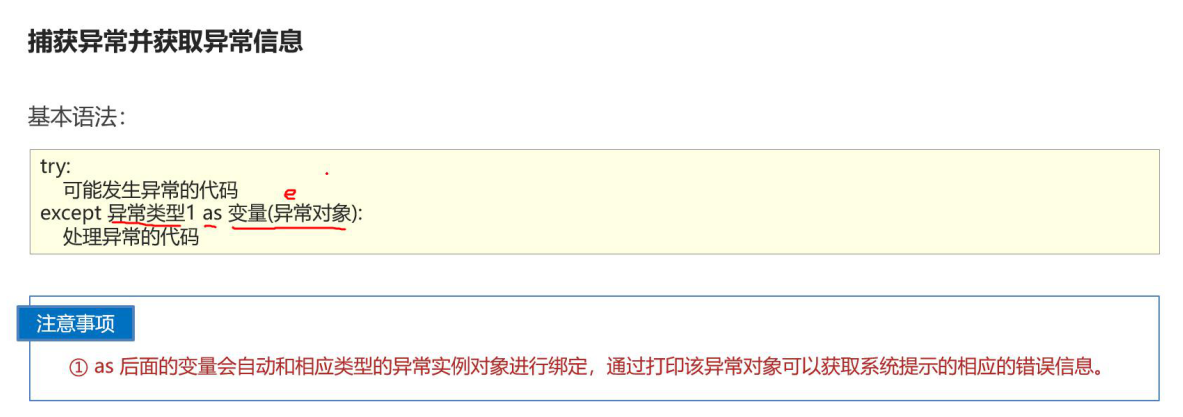 捕获异常并获取异常信息
基本语法：
try:
可能发生异常的代码
e
except 异常类型1 as 变量(异常对象):
处理异常的代码
注意事项
① as 后面的变量会自动和相应类型的异常实例对象进行绑定，通过打印该异常对象可以获取系统提示的相应的错误信息。